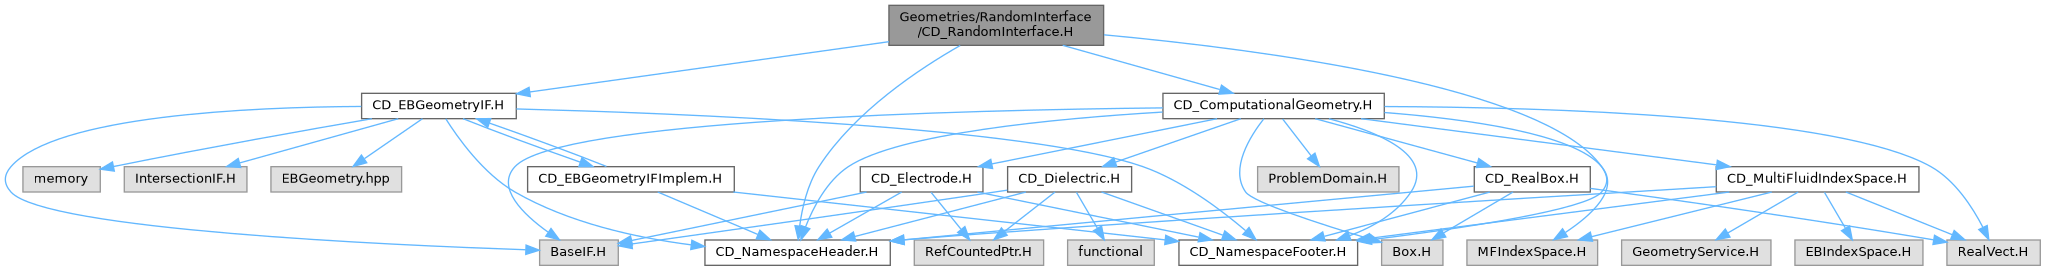 Geometries/RandomInterface
/CD_RandomInterface.H
CD_EBGeometryIF.H
CD_ComputationalGeometry.H
memory
IntersectionIF.H
EBGeometry.hpp
CD_EBGeometryIFImplem.H
CD_Electrode.H
CD_Dielectric.H
ProblemDomain.H
CD_RealBox.H
CD_MultiFluidIndexSpace.H
BaseIF.H
CD_NamespaceHeader.H
RefCountedPtr.H
functional
CD_NamespaceFooter.H
Box.H
MFIndexSpace.H
GeometryService.H
EBIndexSpace.H
RealVect.H